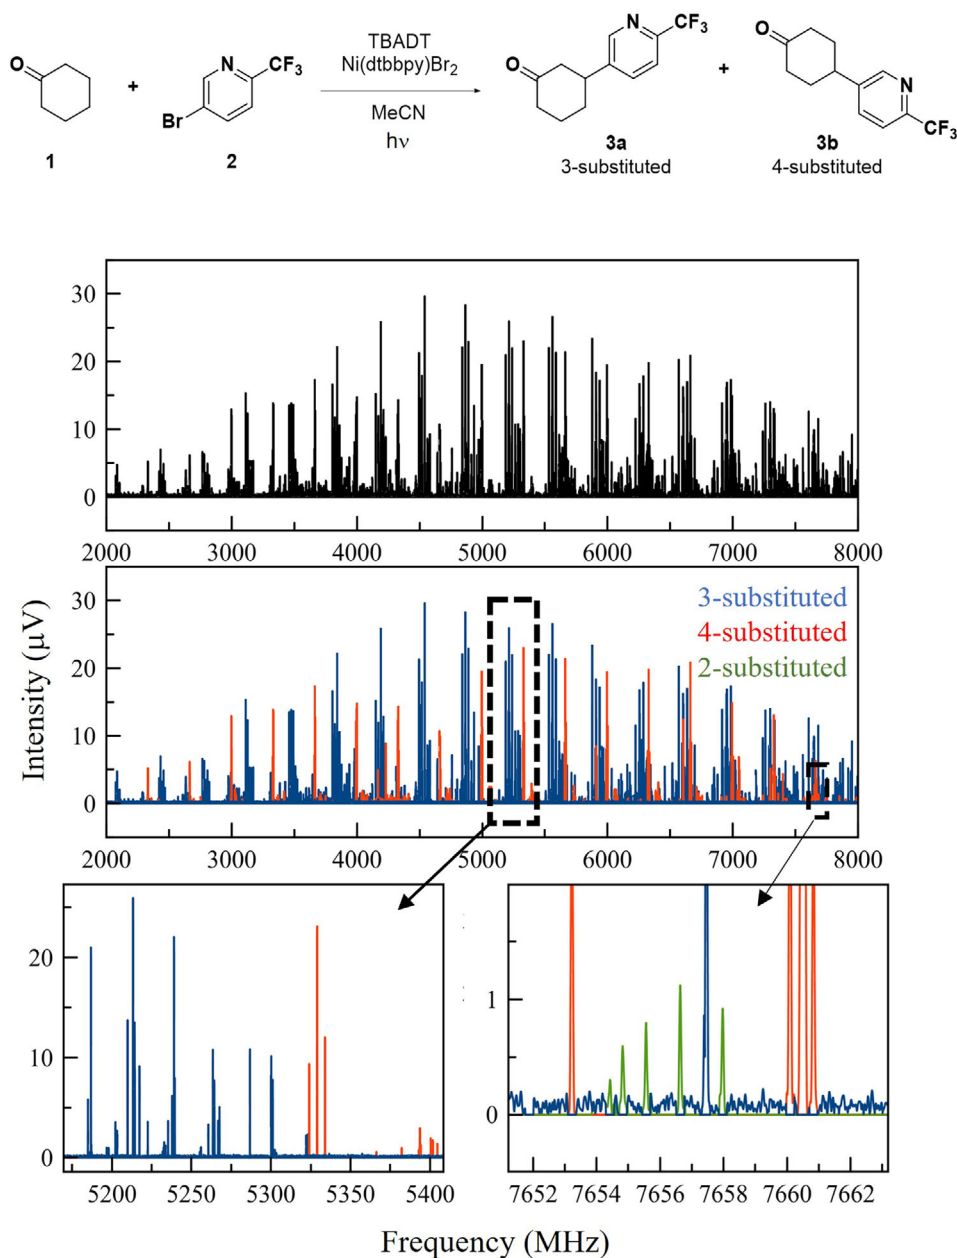 TBADT
Ni(dtbbpy)Br2
MeCN
hν
O
+
Br
N
CF3
O
N
CF3
+
O
N
CF3
1
2
3a
3-substituted
3b
4-substituted
30
20
10
0
2000 3000 4000 5000 6000 7000 8000
Intensity (μV)
30
20
10
0
3-substituted
4-substituted
2-substituted
2000 3000 4000 5000 6000 7000 8000
20
10
0
5200 5250 5300 5350 5400
1
0
7652 7654 7656 7658 7660 7662
Frequency (MHz)